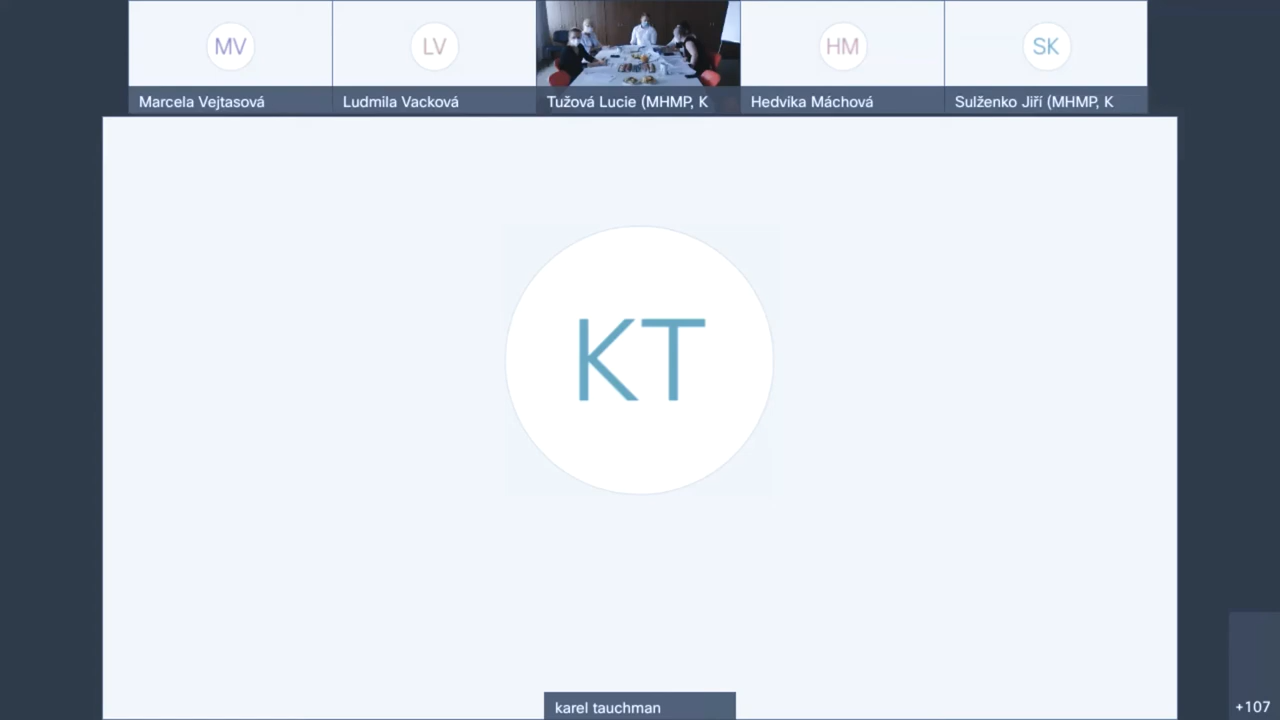 MV
LV
HM
SK
Marcela Vejtasová
Ludmila Vacková
Tužová Lucie (MHMP, K
Hedvika Máchová
Sulženko Jiří (MHMP, K
KT
karel tauchman
+107